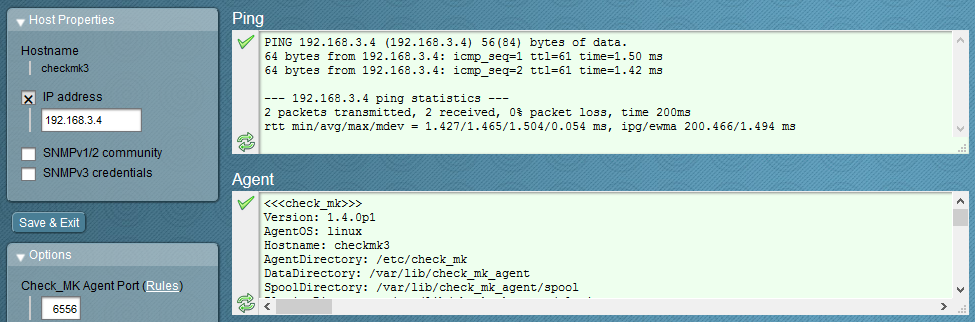 Host Properties
Hostname
checkmk3
IP address
192.168.3.4
SNMPv1/2 community
SNMPv3 credentials
Save & Exit
Options
Check_MK Agent Port (Rules)
6556
Ping
PING 192.168.3.4 (192.168.3.4) 56(84) bytes of data.
64 bytes from 192.168.3.4: icmp_seq=1 ttl=61 time=1.50 ms
64 bytes from 192.168.3.4: icmp_seq=2 ttl=61 time=1.42 ms
--- 192.168.3.4 ping statistics ---
2 packets transmitted, 2 received, 0% packet loss, time 200ms
rtt min/avg/max/mdev = 1.427/1.465/1.504/0.054 ms, ipg/ewma 200.466/1.494 ms
Agent
<<<check_mk>>>
Version: 1.4.0p1
AgentOS: linux
Hostname: checkmk3
AgentDirectory: /etc/check_mk
DataDirectory: /var/lib/check_mk_agent
SpoolDirectory: /var/lib/check_mk_agent/spool